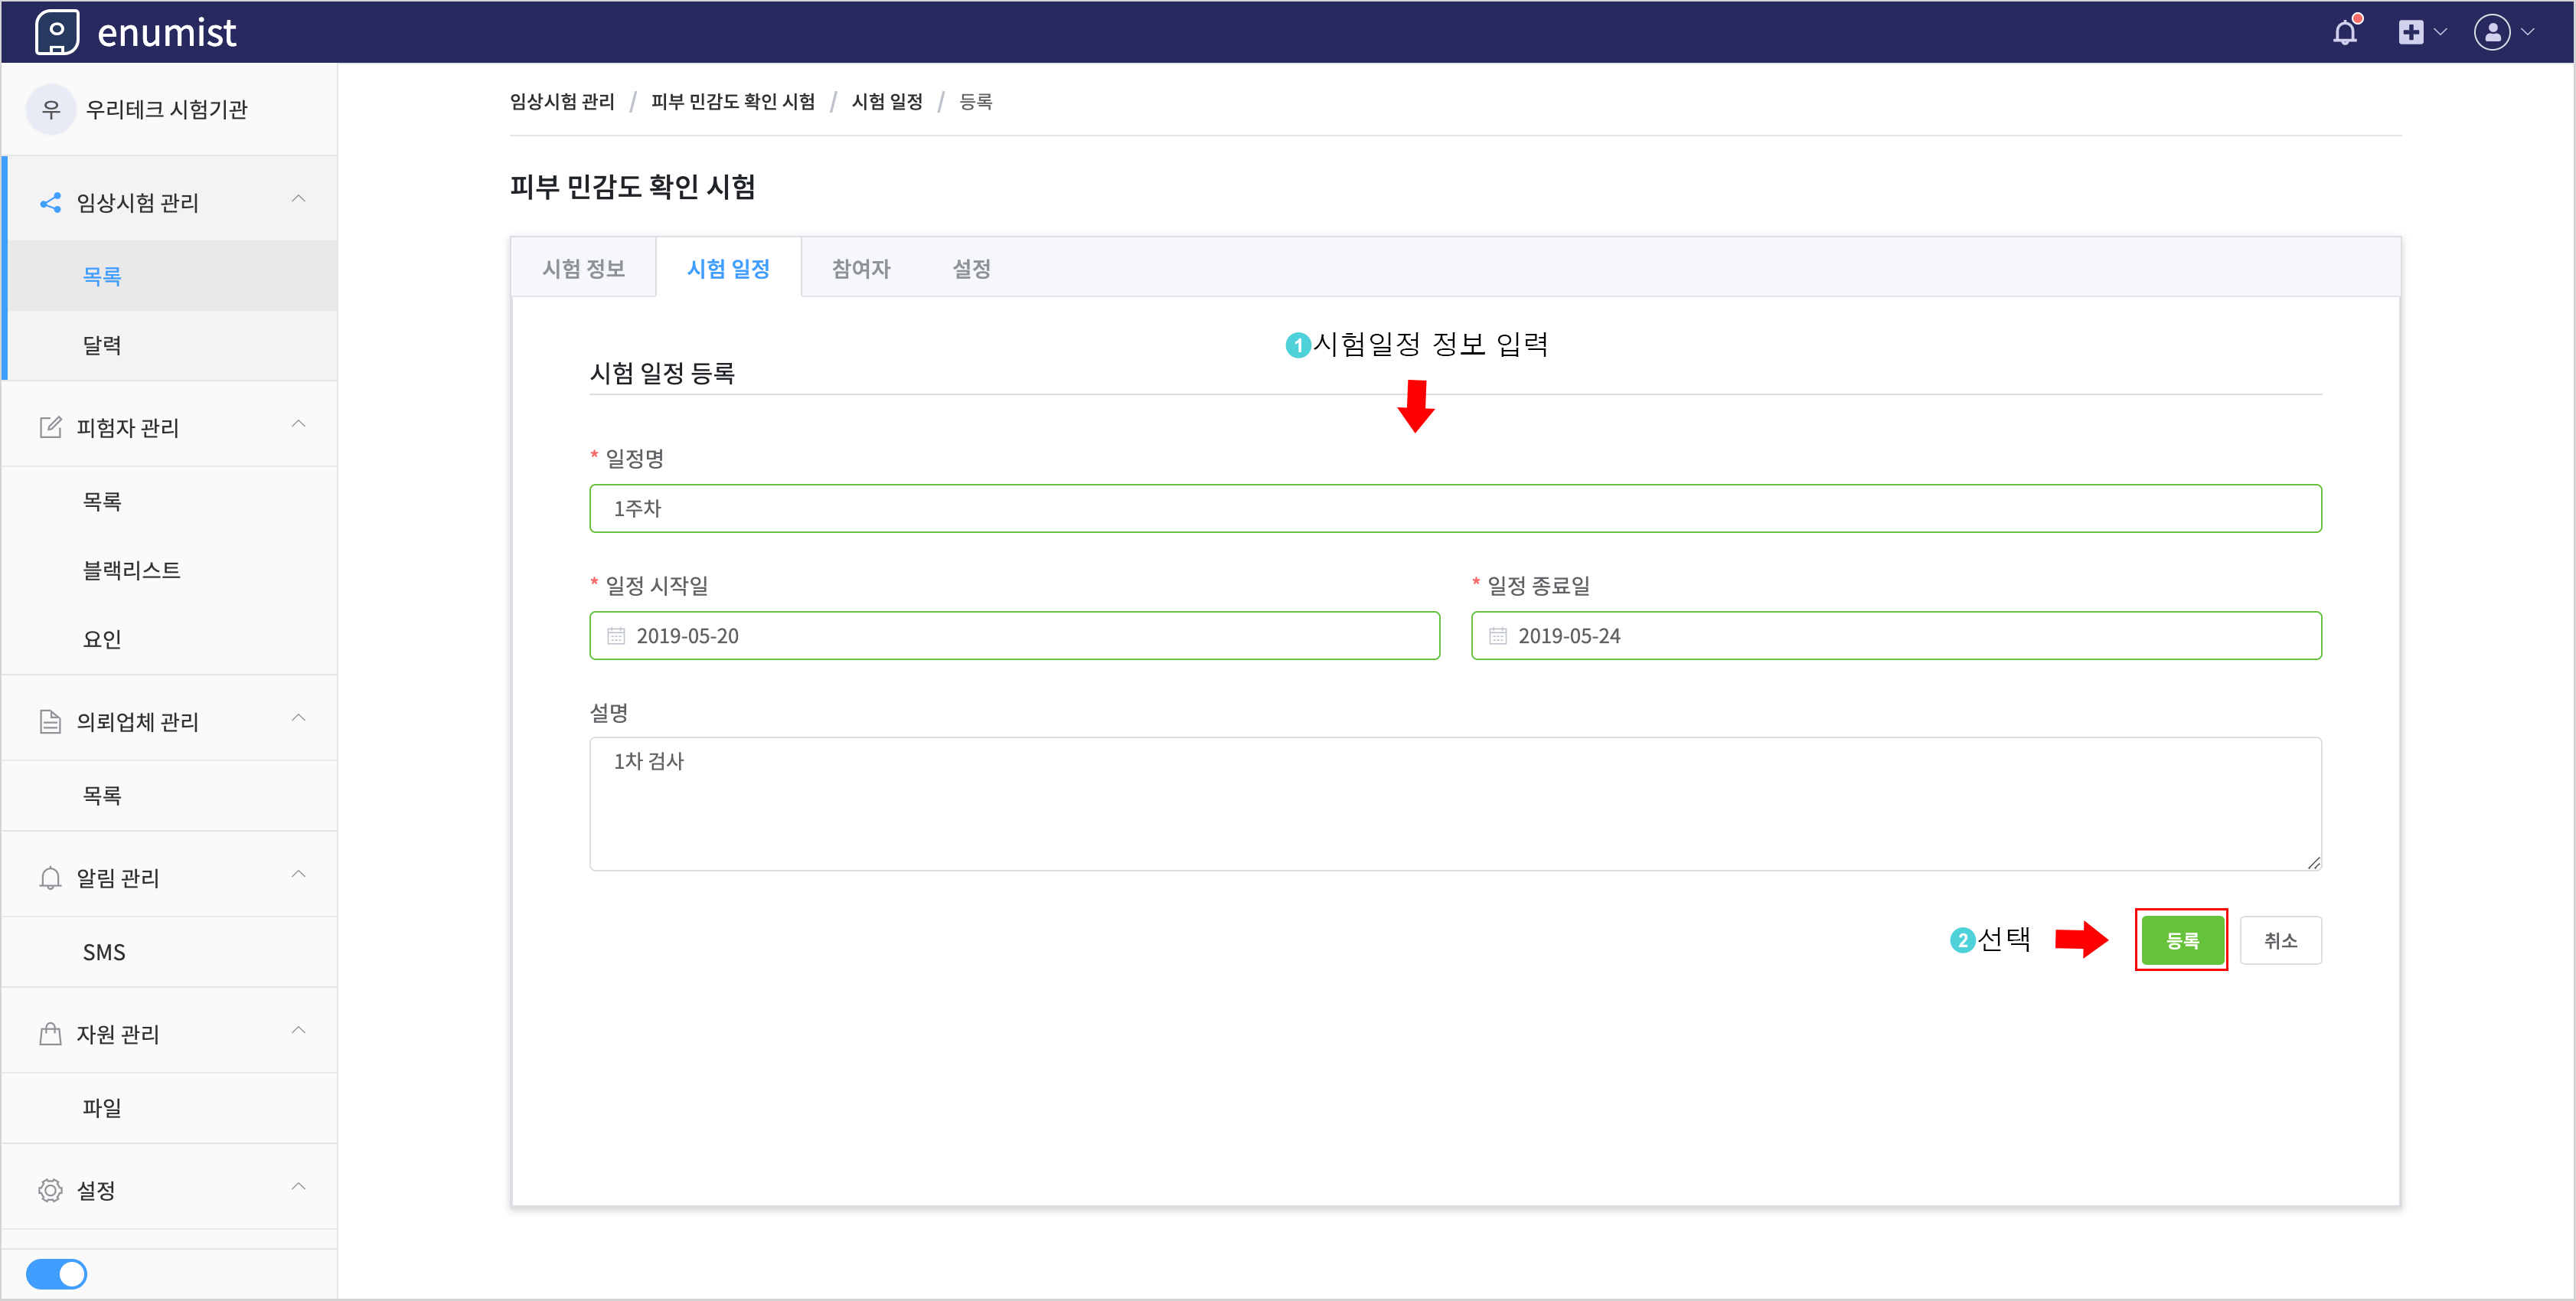 enumist
우 우리테크 시험기관
임상시험 관리
목록
달력
피험자 관리
목록
블랙리스트
요인
의뢰업체 관리
목록
알림 관리
SMS
자원 관리
파일
설정
임상시험 관리 / 피부 민감도 확인 시험 / 시험 일정 / 등록
피부 민감도 확인 시험
시험 정보 시험 일정 참여자 설정
1 시험일정 정보 입력
시험 일정 등록
* 일정명
1주차
* 일정 시작일 * 일정 종료일
2019-05-20 2019-05-24
설명
1차 검사
2 선택 등록 취소